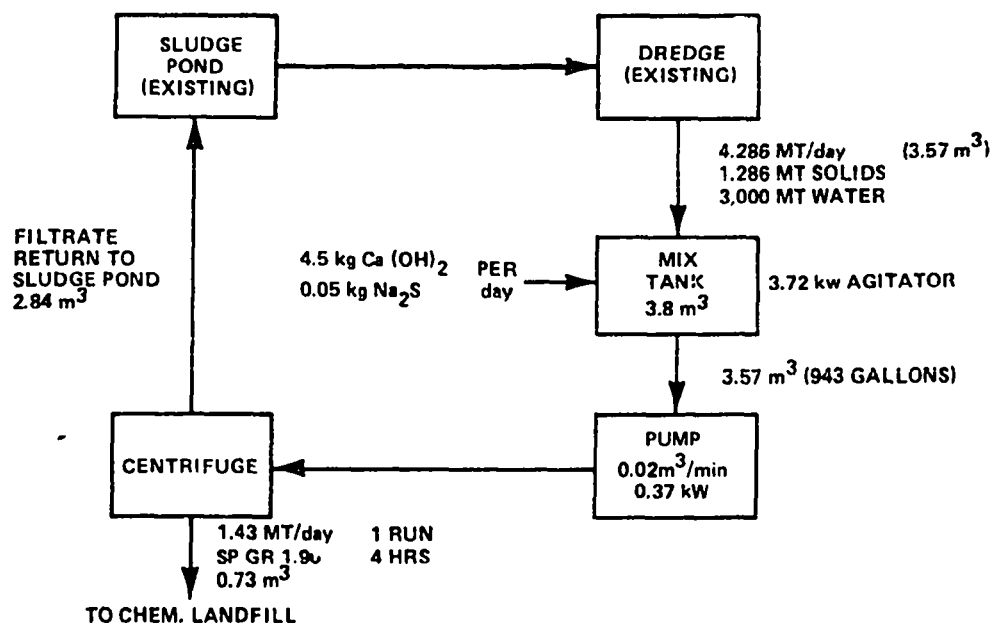 SLUDGE
POND
(EXISTING)
DREDGE
(EXISTING)
4.286 MT/day (3.57 m³)
1.286 MT SOLIDS
3,000 MT WATER
FILTRATE
RETURN TO
SLUDGE POND
2.84 m³
4.5 kg Ca (OH)₂
0.05 kg Na₂S
PER
day
MIX
TANK
3.8 m³
3.72 kw AGITATOR
3.57 m³ (943 GALLONS)
CENTRIFUGE
PUMP
0.02m³/min
0.37 kW
1.43 MT/day 1 RUN
SP GR 4 HRS
0.73 m³
TO CHEM. LANDFILL